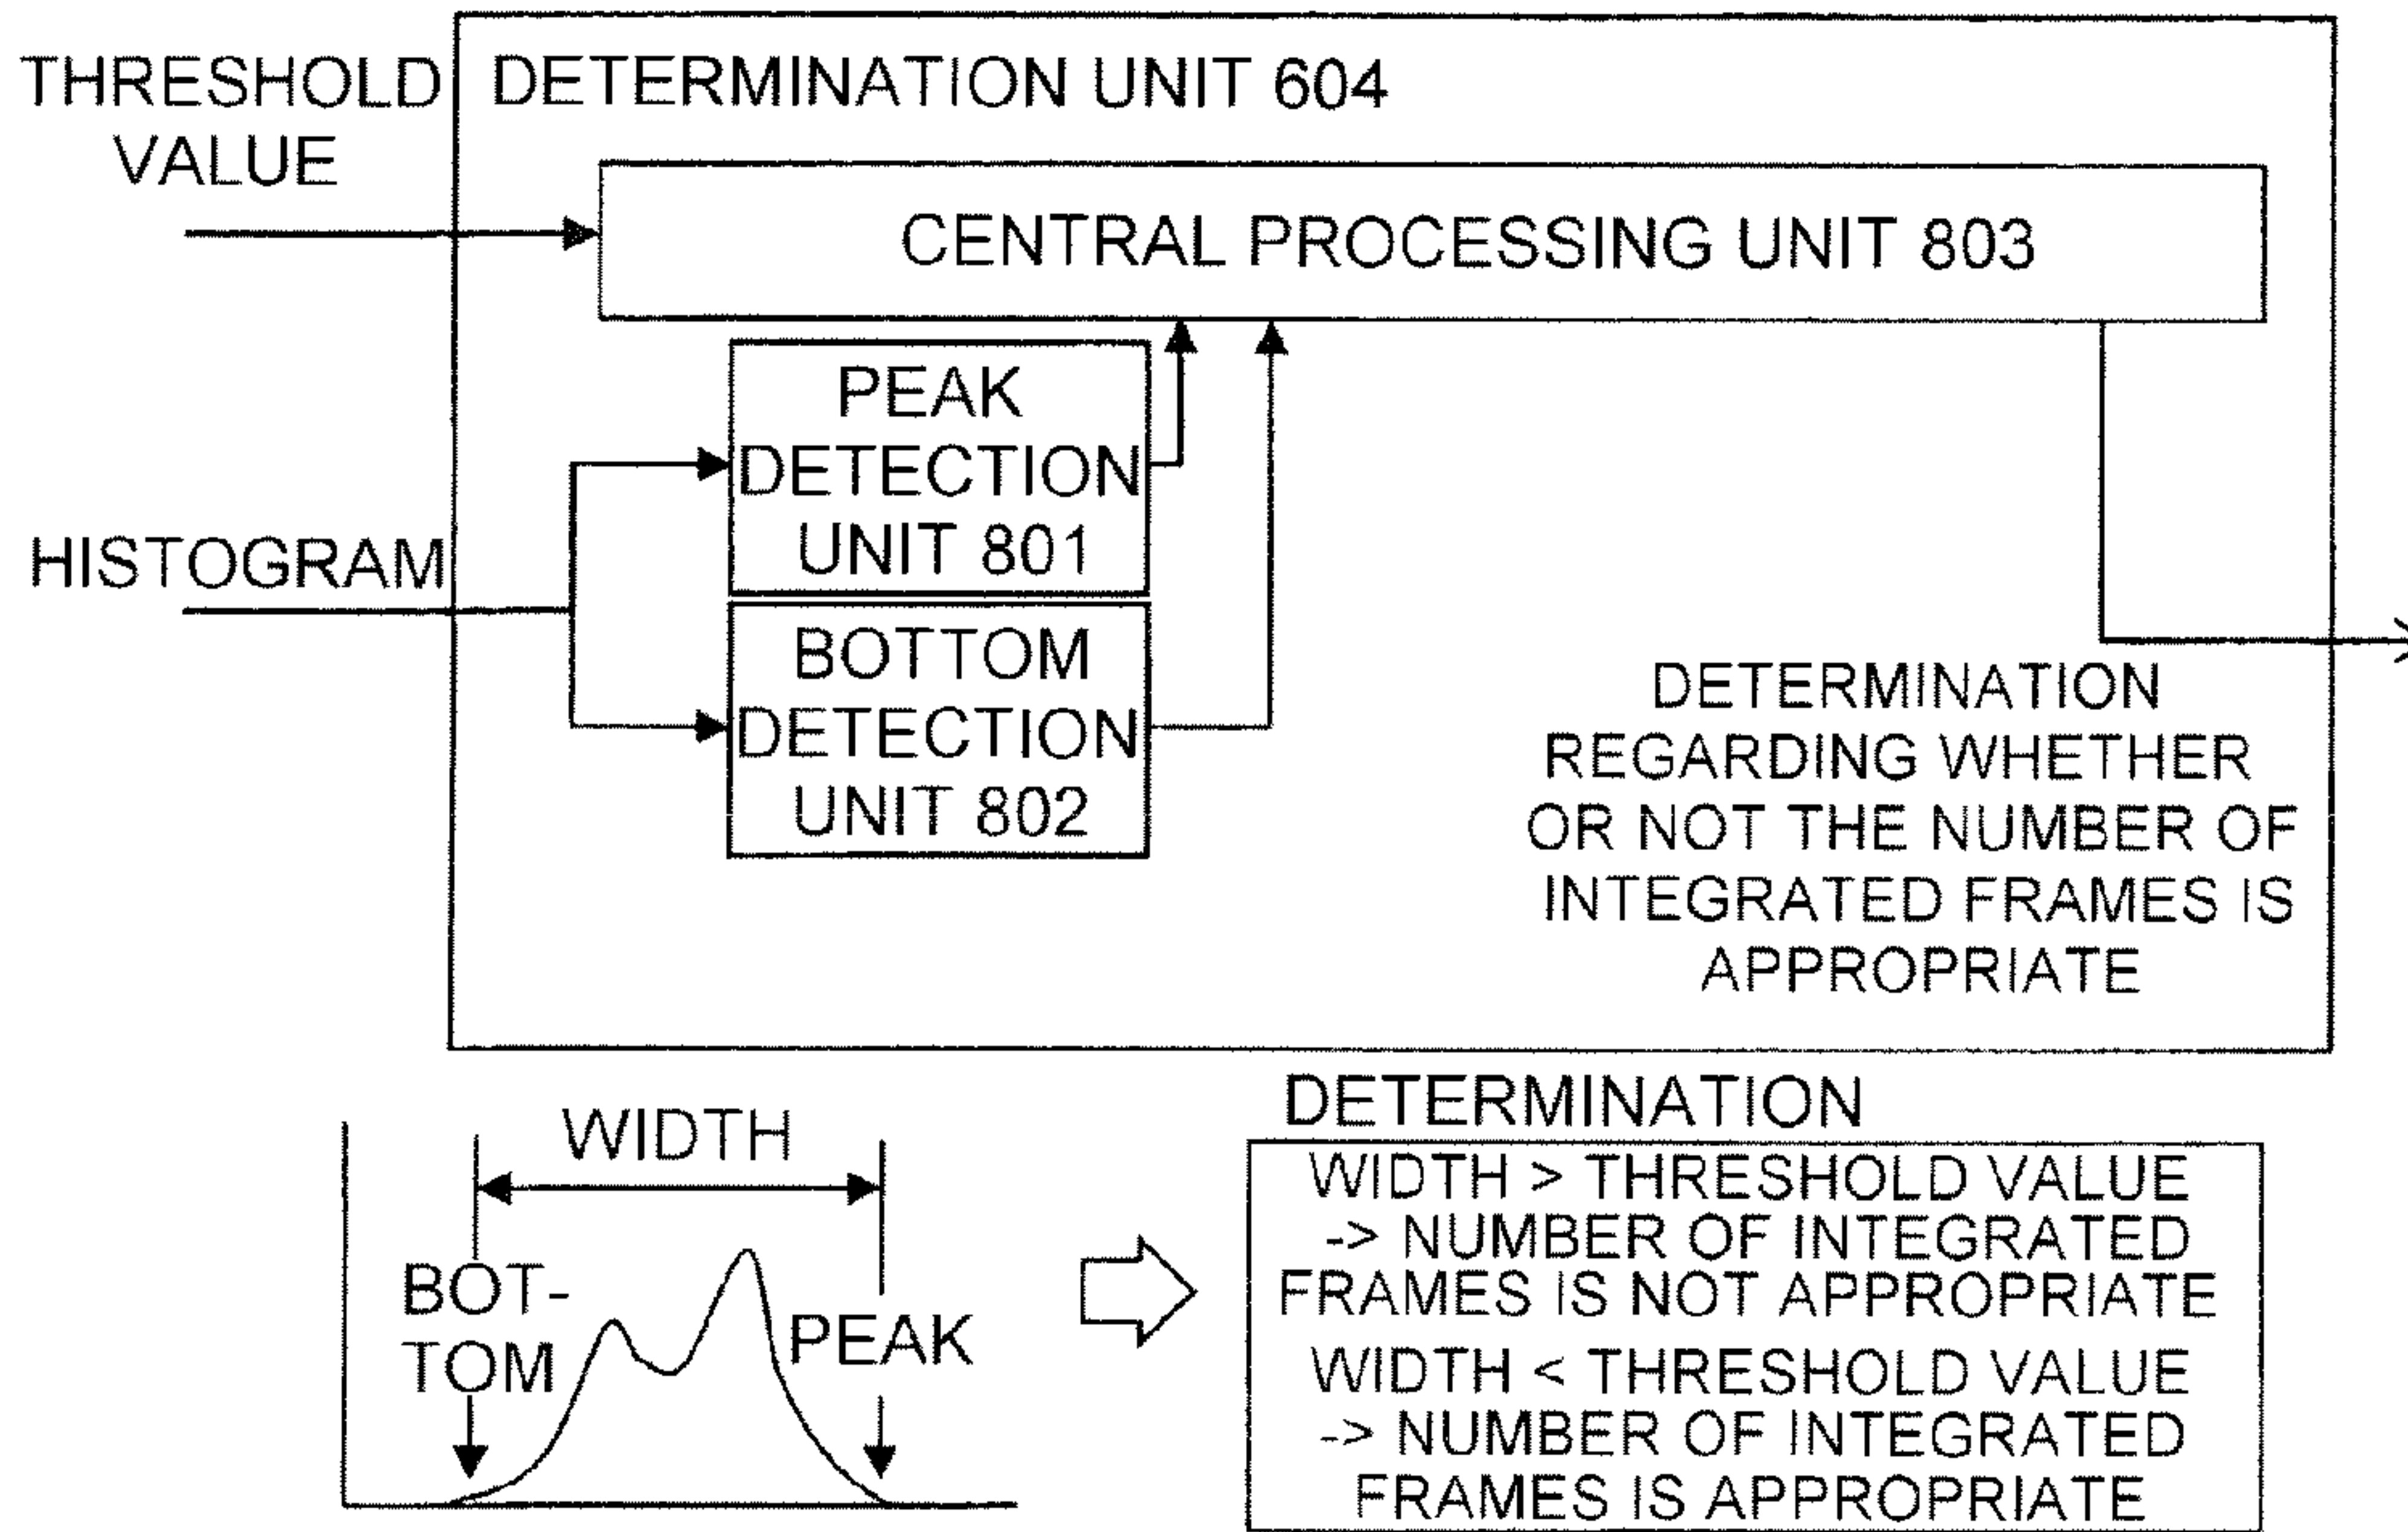 THRESHOLD
VALUE
DETERMINATION UNIT 604
CENTRAL PROCESSING UNIT 803
PEAK
DETECTION
UNIT 801
HISTOGRAM
BOTTOM
DETECTION
UNIT 802
DETERMINATION
REGARDING WHETHER
OR NOT THE NUMBER OF
INTEGRATED FRAMES IS
APPROPRIATE
WIDTH
BOT-
TOM
PEAK
DETERMINATION
WIDTH > THRESHOLD VALUE
-> NUMBER OF INTEGRATED
FRAMES IS NOT APPROPRIATE
WIDTH < THRESHOLD VALUE
-> NUMBER OF INTEGRATED
FRAMES IS APPROPRIATE